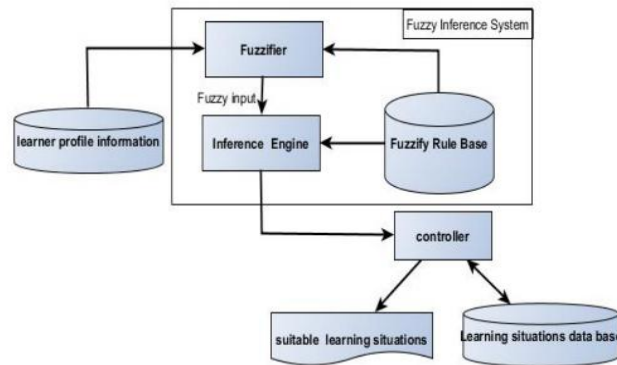 Fuzzy Inference System
Fuzzifier
Fuzzy input
learner profile information
Inference Engine
Fuzzify Rule Base
controller
suitable learning situations
Learning situations data base